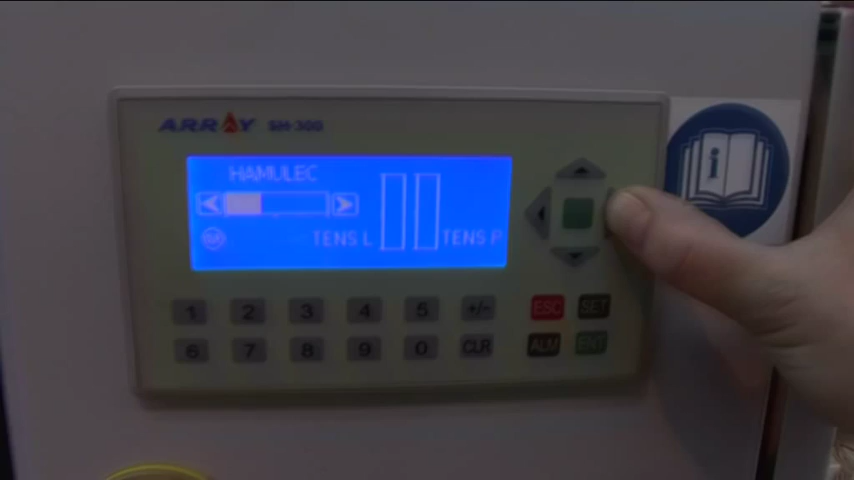 ARRAY SH-300
HAMULEC
TENS L
TENS P
1 2 3 4 5 +/-
6 7 8 9 0 CLR
ESC SET
ALM ENT
i